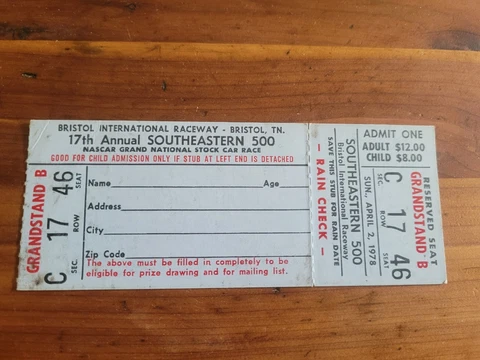 BRISTOL INTERNATIONAL RACEWAY - BRISTOL, TN.
17th Annual SOUTHEASTERN 500
NASCAR GRAND NATIONAL STOCK CAR RACE
GOOD FOR CHILD ADMISSION ONLY IF STUB AT LEFT END IS DETACHED
GRANDSTAND B
C 17 46
SEC. ROW SEAT
Name Age
Address
City
Zip Code
The above must be filled in completely to be
eligible for prize drawing and for mailing list.
- RAIN CHECK -
SAVE THIS STUB FOR RAIN DATE
Bristol International Raceway
SOUTHEASTERN 500
ADMIT ONE
ADULT $12.00
CHILD $8.00
SUN., APRIL 2, 1978
C 17 46
SEC. ROW SEAT
GRANDSTAND B
RESERVED SEAT